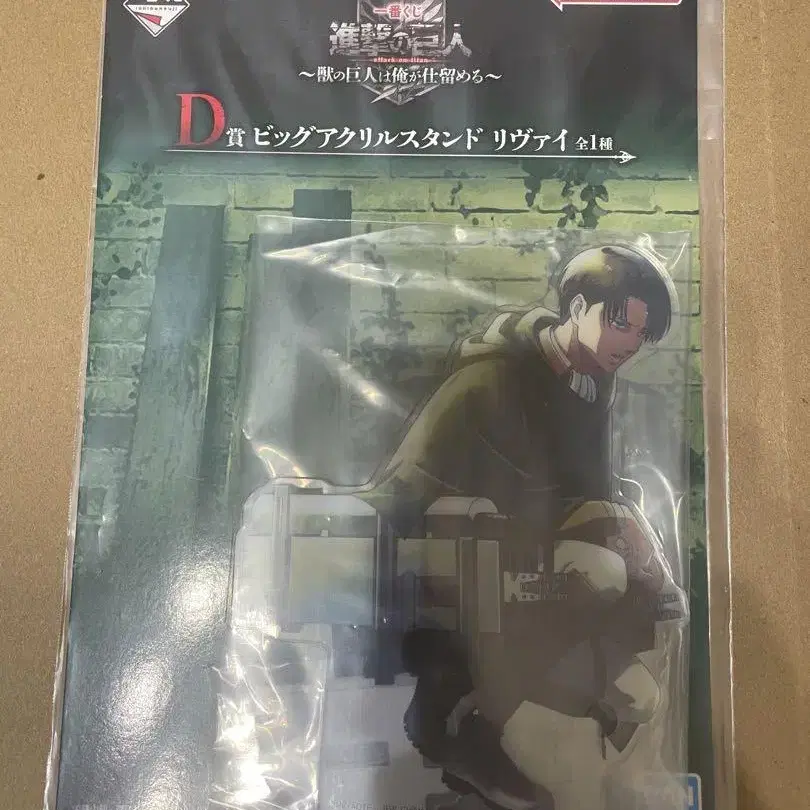 ichibankuji
一番くじ
進撃の巨人
attack on titan
～獣の巨人は俺が仕留める～
D賞 ビッグアクリルスタンド リヴァイ 全1種